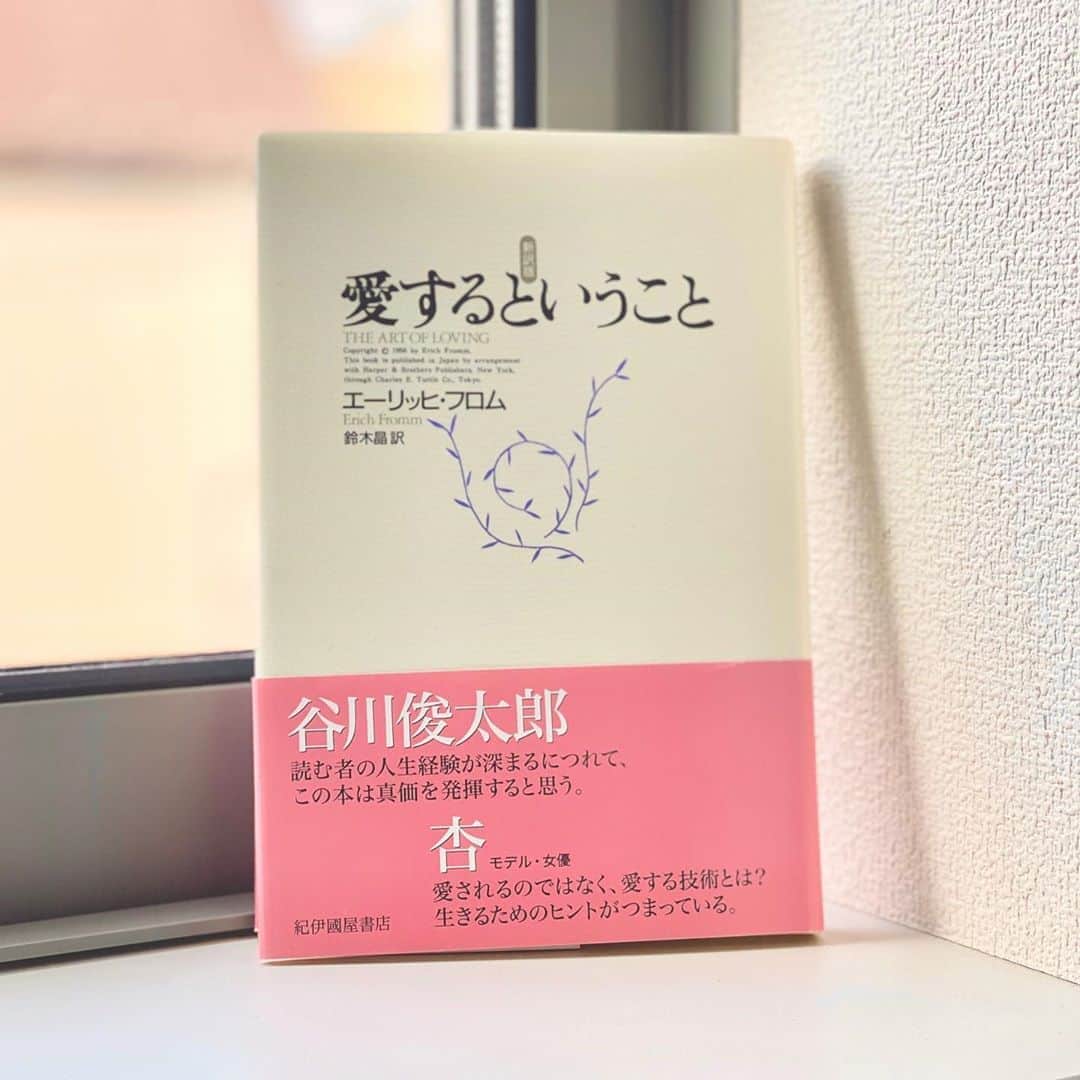 新訳版
愛するということ
THE ART OF LOVING
Copyright © 1956 by Erich Fromm.
This book is published in Japan by arrangement
with Harper & Brothers Publishers, New York,
through Charles E. Tuttle Co., Tokyo.
エーリッヒ・フロム
Erich Fromm
鈴木晶 訳
谷川俊太郎
読む者の人生経験が深まるにつれて、
この本は真価を発揮すると思う。
杏 モデル・女優
愛されるのではなく、愛する技術とは?
生きるためのヒントがつまっている。
紀伊國屋書店